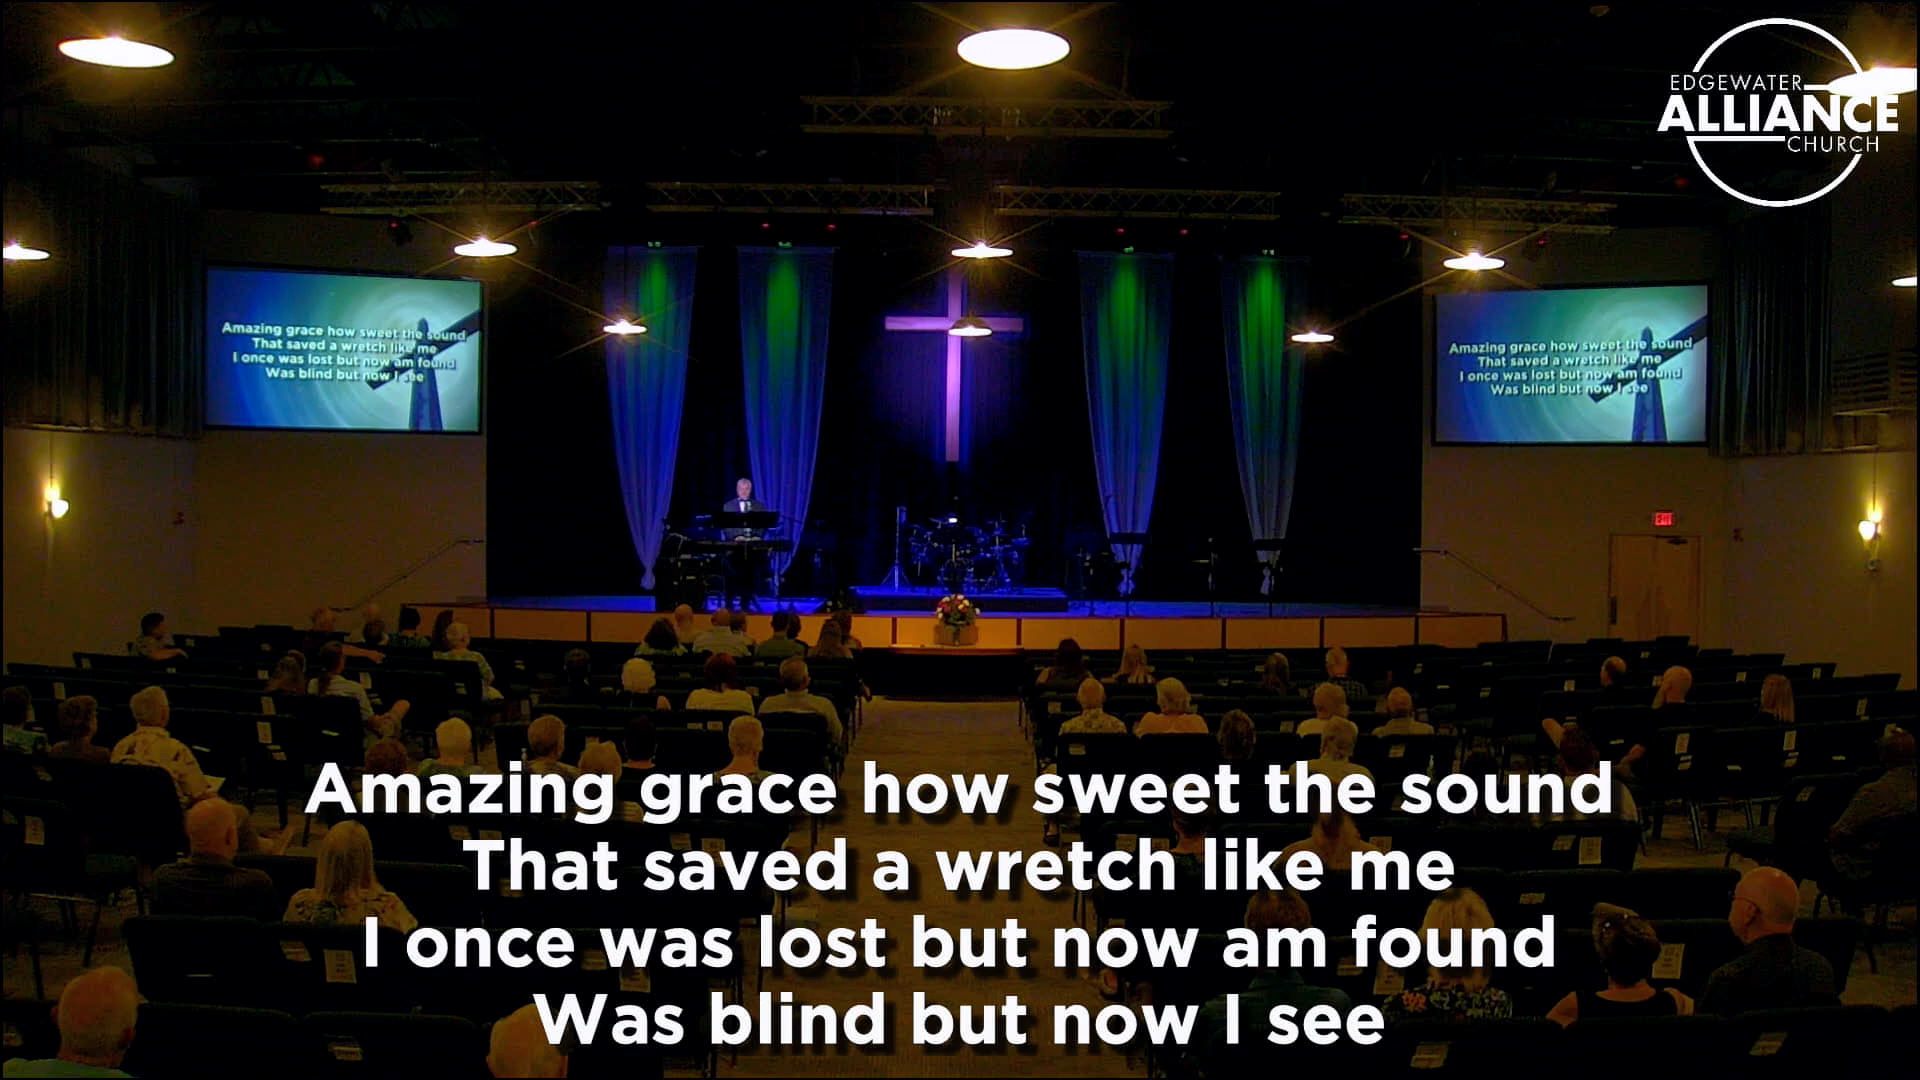 EDGEWATER
ALLIANCE
CHURCH
Amazing grace how sweet the sound
That saved a wretch like me
I once was lost but now am found
Was blind but now I see
Amazing grace how sweet the sound
That saved a wretch like me
I once was lost but now am found
Was blind but now I see
Exit
Amazing grace how sweet the sound
That saved a wretch like me
I once was lost but now am found
Was blind but now I see